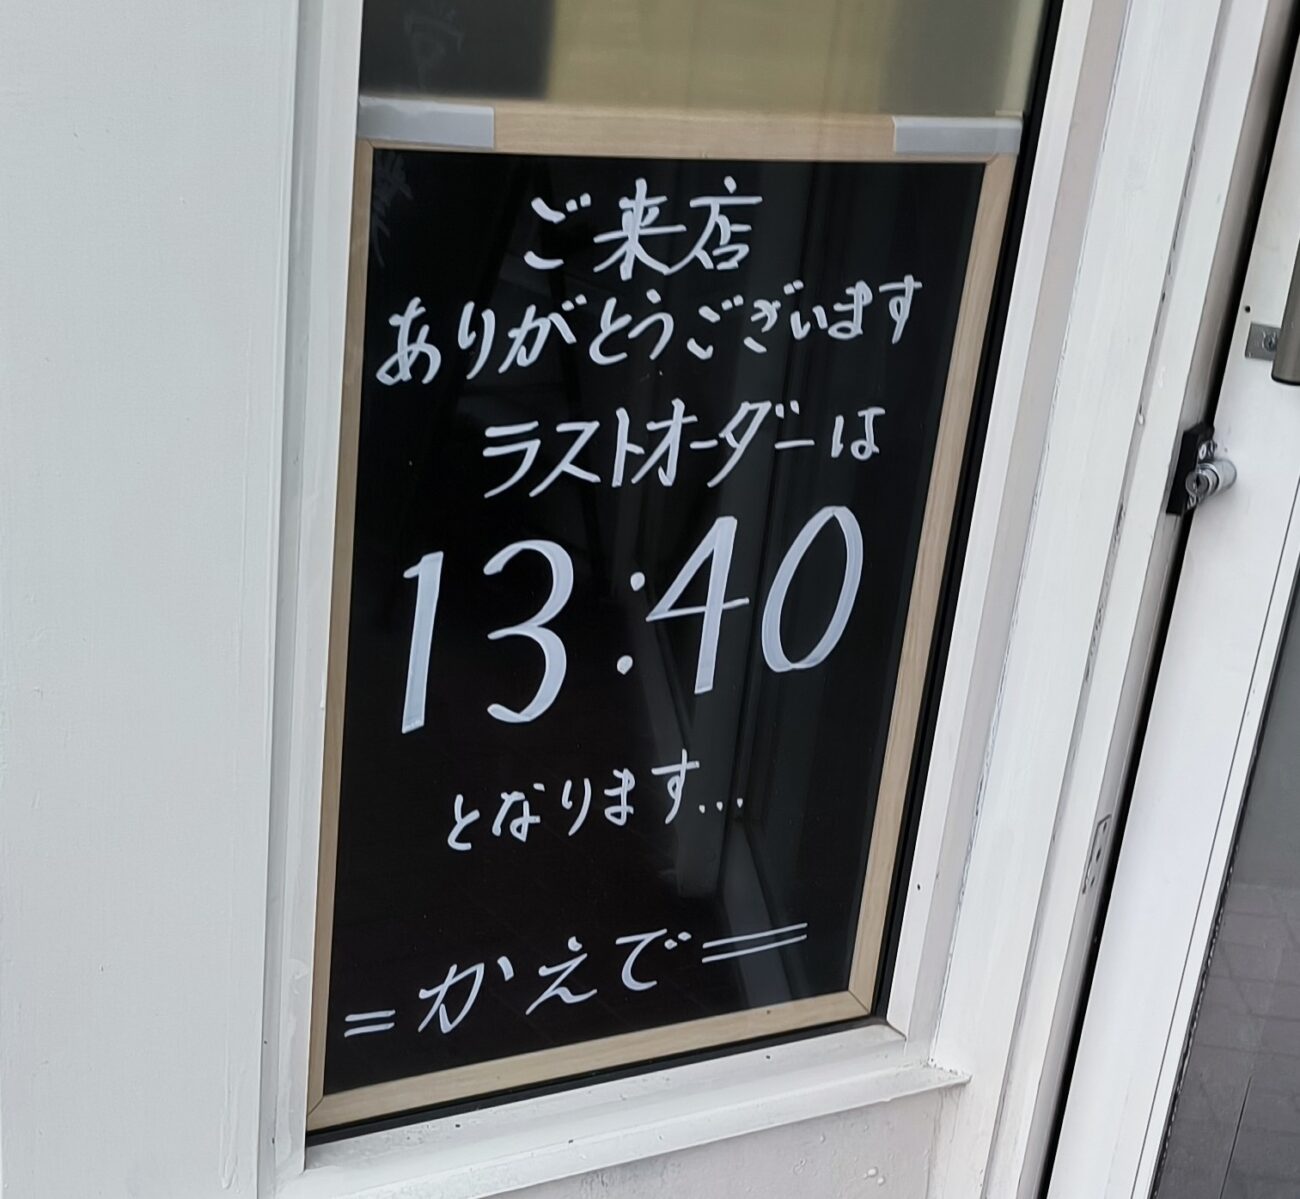 ご来店
ありがとうございます
ラストオーダーは
13:40
となります...
=かえで=